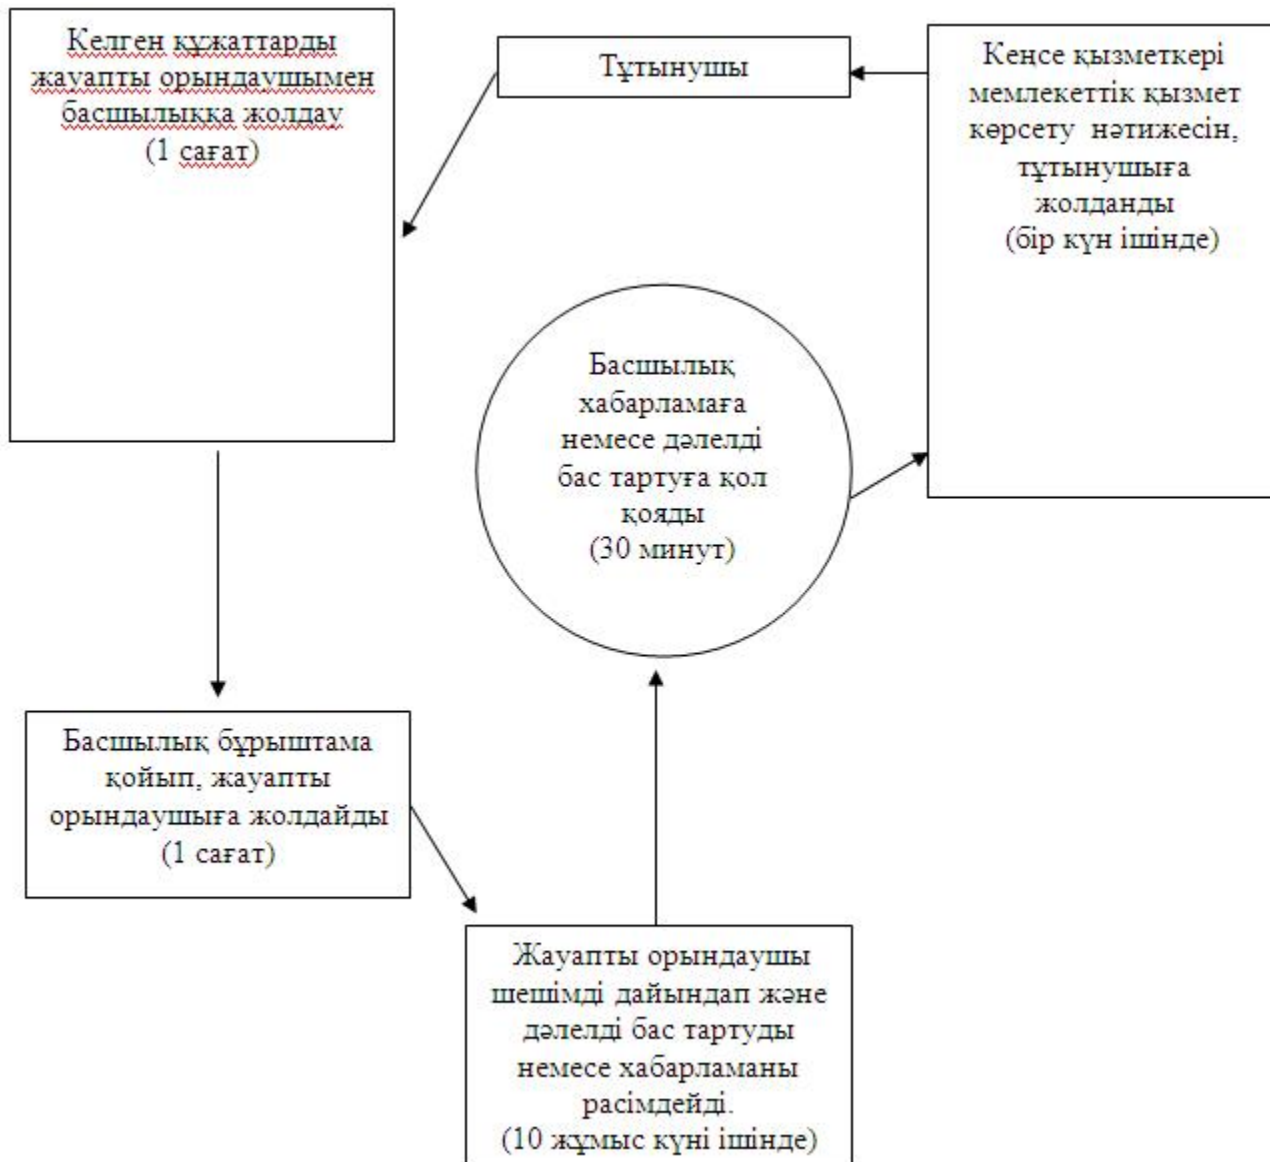 Келген құжаттарды
жауапты орындаушымен
басшылыққа жолдау
(1 сағат)
Тұтынушы
Кеңсе қызметкері
мемлекеттік қызмет
көрсету нәтижесін,
тұтынушыға
жолданды
(бір күн ішінде)
Басшылық
хабарламаға
немесе дәлелді
бас тартуға қол
қояды
(30 минут)
Басшылық бұрыштама
қойып, жауапты
орындаушыға жолдайды
(1 сағат)
Жауапты орындаушы
шешімді дайындап және
дәлелді бас тартуды
немесе хабарламаны
расімдейді.
(10 жұмыс күні ішінде)